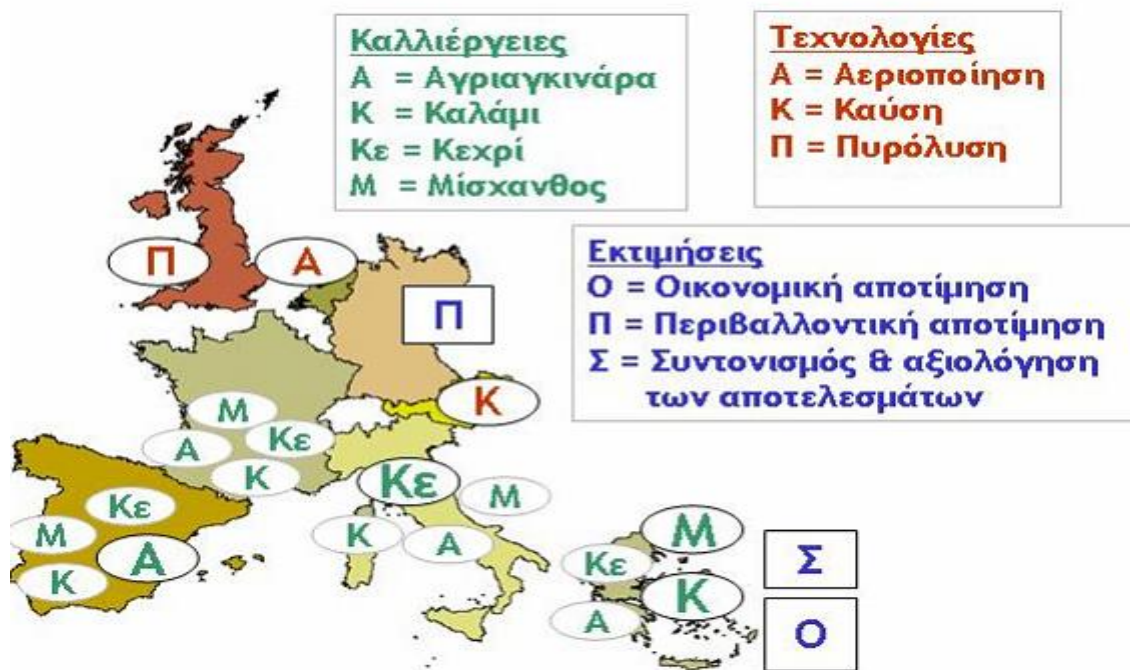 Καλλιέργειες
Α = Αγριαγκινάρα
Κ = Καλάμι
Κε = Κεχρί
Μ = Μίσχανθος
Τεχνολογίες
Α = Αεριοποίηση
Κ = Καύση
Π = Πυρόλυση
Εκτιμήσεις
Ο = Οικονομική αποτίμηση
Π = Περιβαλλοντική αποτίμηση
Σ = Συντονισμός & αξιολόγηση
των αποτελεσμάτων
Π
Α
Π
Κ
Μ
Κε
Α
Κ
Κε
Μ
Κε
Μ
Α
Κ
Κ
Α
Μ
Κε
Κ
Α
Σ
Ο